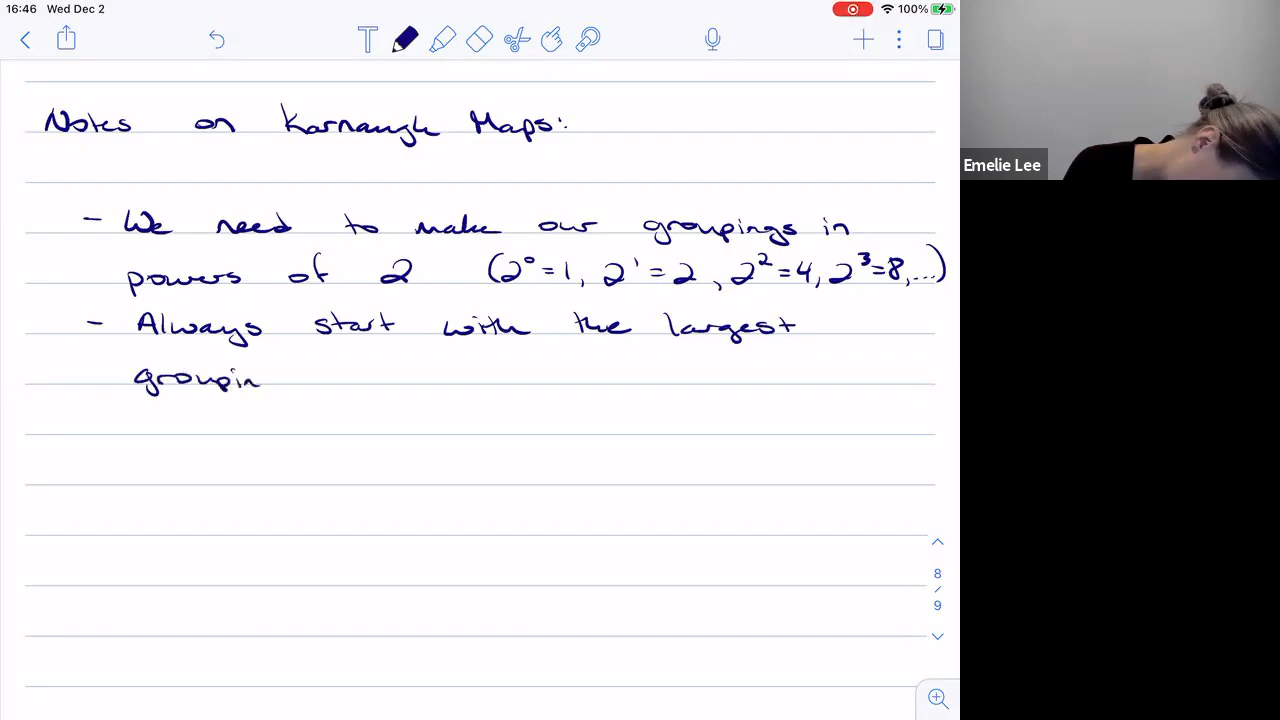 16:46 Wed Dec 2
100%
Notes on Karnaugh Maps:
- We need to make our groupings in
powers of 2 (2⁰=1, 2¹=2, 2²=4, 2³=8,...)
- Always start with the largest
groupin
Emelie Lee
8
/
9